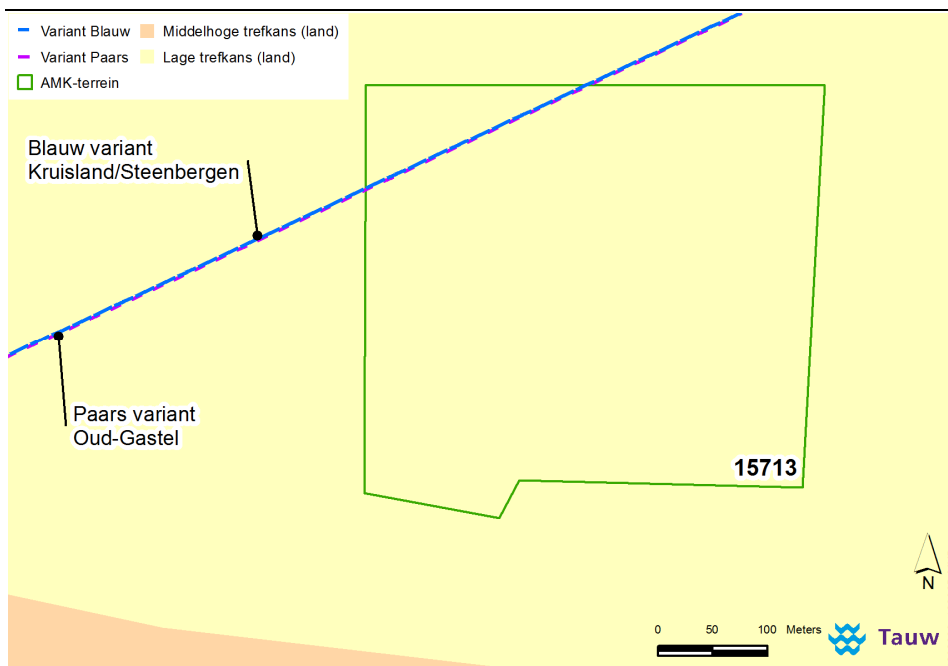 Variant Blauw
Middelhoge trefkans (land)
Variant Paars
Lage trefkans (land)
AMK-terrein
Blauw variant
Kruisland/Steenbergen
Paars variant
Oud-Gastel
15713
N
0 50 100 Meters
Tauw